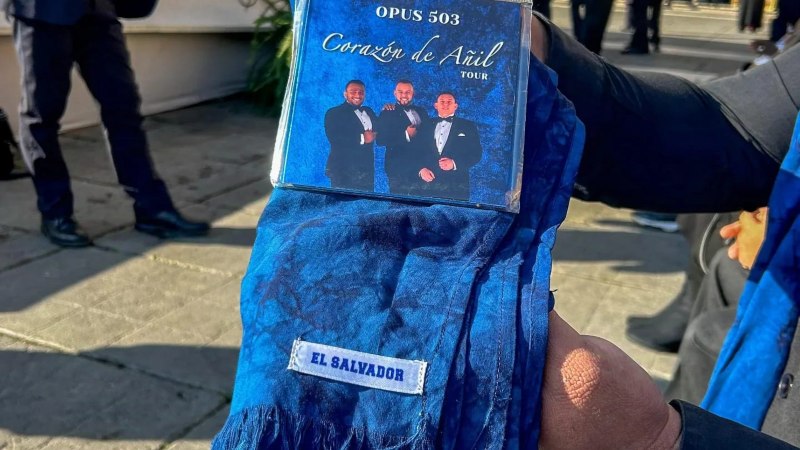 OPUS 503
Corazón de Añil
TOUR
EL SALVADOR